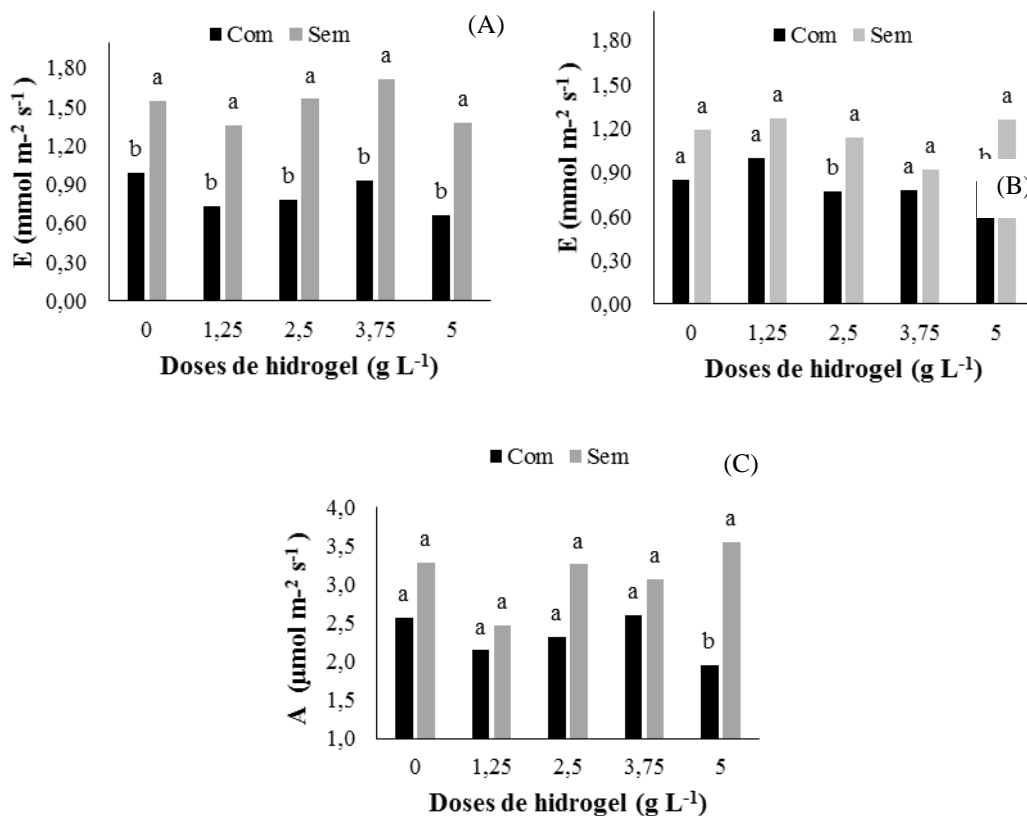 (A)
Com Sem
E (mmol m-² s⁻¹)
1,80
1,50
1,20
0,90
0,60
0,30
0,00
b a b a b a b a b a
0 1,25 2,5 3,75 5
Doses de hidrogel (g L⁻¹)
(B)
Com Sem
E (mmol m-² s⁻¹)
1,80
1,50
1,20
0,90
0,60
0,30
0,00
a a a a b a a a b a
0 1,25 2,5 3,75 5
Doses de hidrogel (g L⁻¹)
(C)
Com Sem
A (µmol m-² s⁻¹)
4,0
3,5
3,0
2,5
2,0
1,5
1,0
a a a a a a a a b a
0 1,25 2,5 3,75 5
Doses de hidrogel (g L⁻¹)